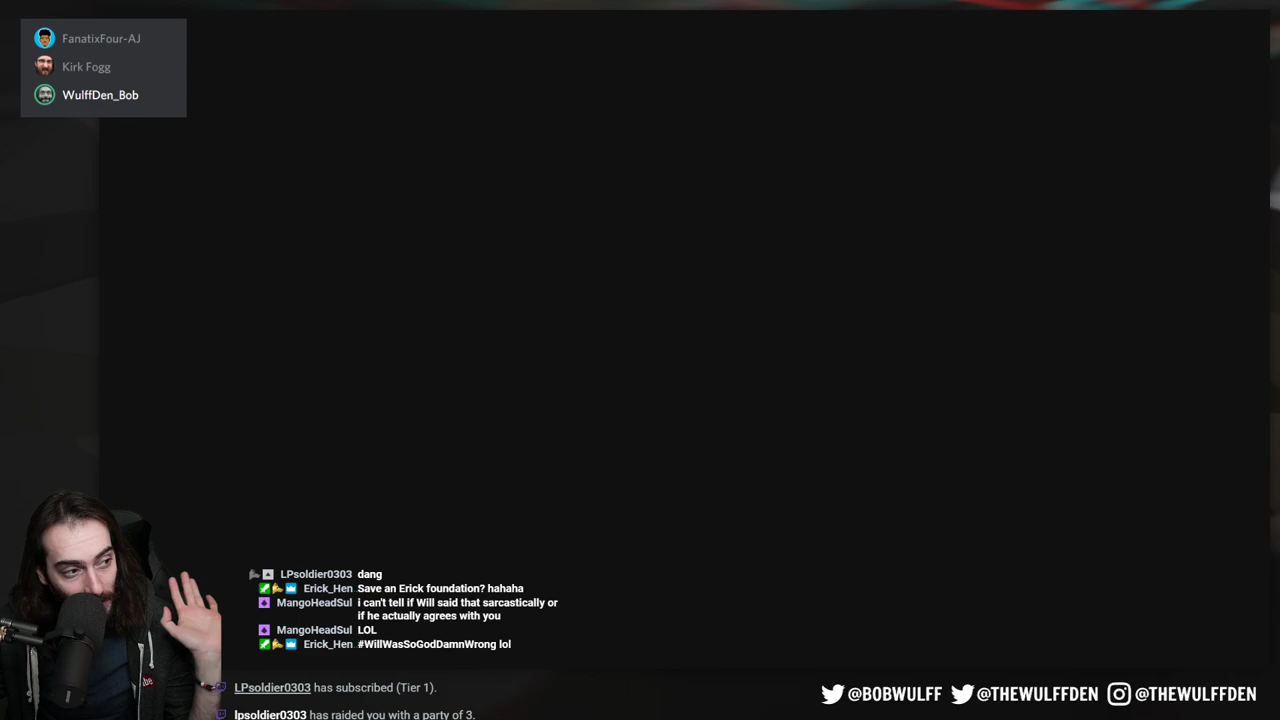 FanatixFour-AJ
Kirk Fogg
WulffDen_Bob
LPsoldier0303 dang
Erick_Hen Save an Erick foundation? hahaha
MangoHeadSul i can't tell if Will said that sarcastically or
if he actually agrees with you
MangoHeadSul LOL
Erick_Hen #WillWasSoGodDamnWrong lol
LPsoldier0303 has subscribed (Tier 1).
lpsoldier0303 has raided you with a party of 3.
@BOBWULFF @THEWULFFDEN @THEWULFFDEN